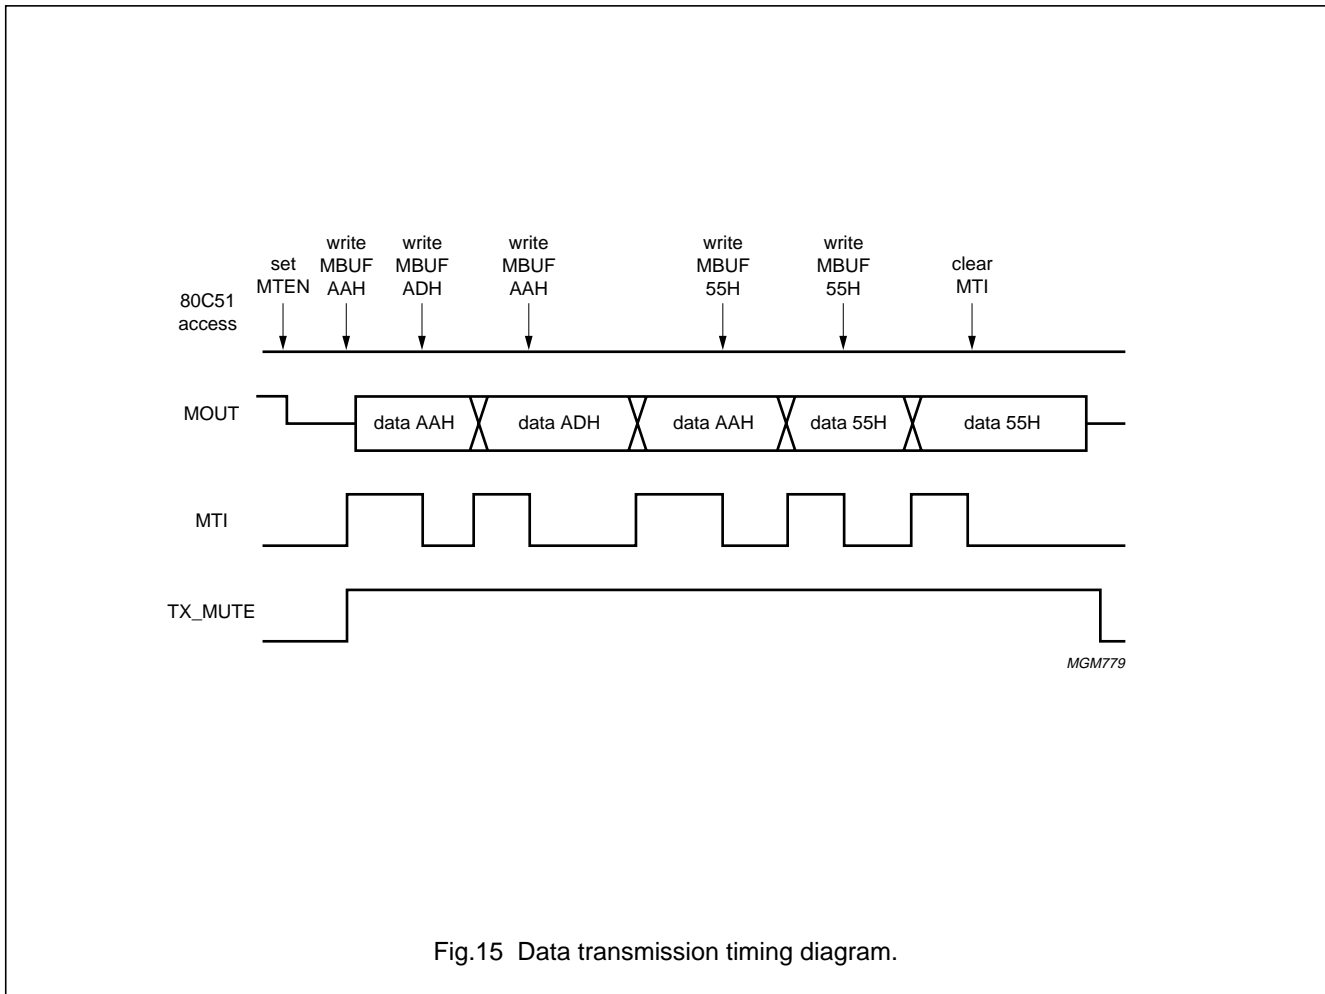 80C51
access
set
MTEN
write
MBUF
AAH
write
MBUF
ADH
write
MBUF
AAH
write
MBUF
55H
write
MBUF
55H
clear
MTI
MOUT
data AAH
data ADH
data AAH
data 55H
data 55H
MTI
TX_MUTE
MGM779
Fig.15 Data transmission timing diagram.